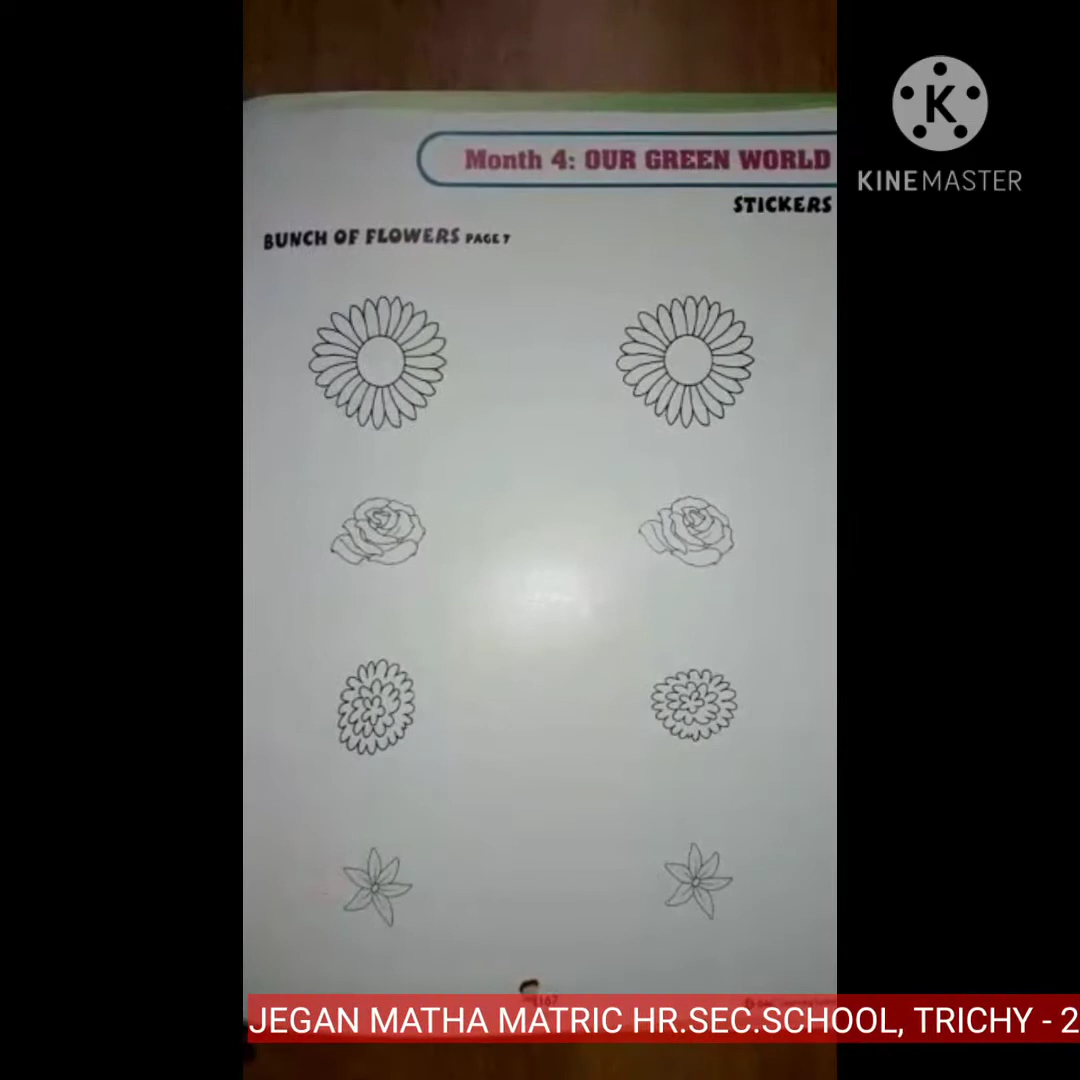 Month 4: OUR GREEN WORLD
STICKERS
BUNCH OF FLOWERS PAGE 7
KINEMASTER
167
JEGAN MATHA MATRIC HR.SEC.SCHOOL, TRICHY - 2